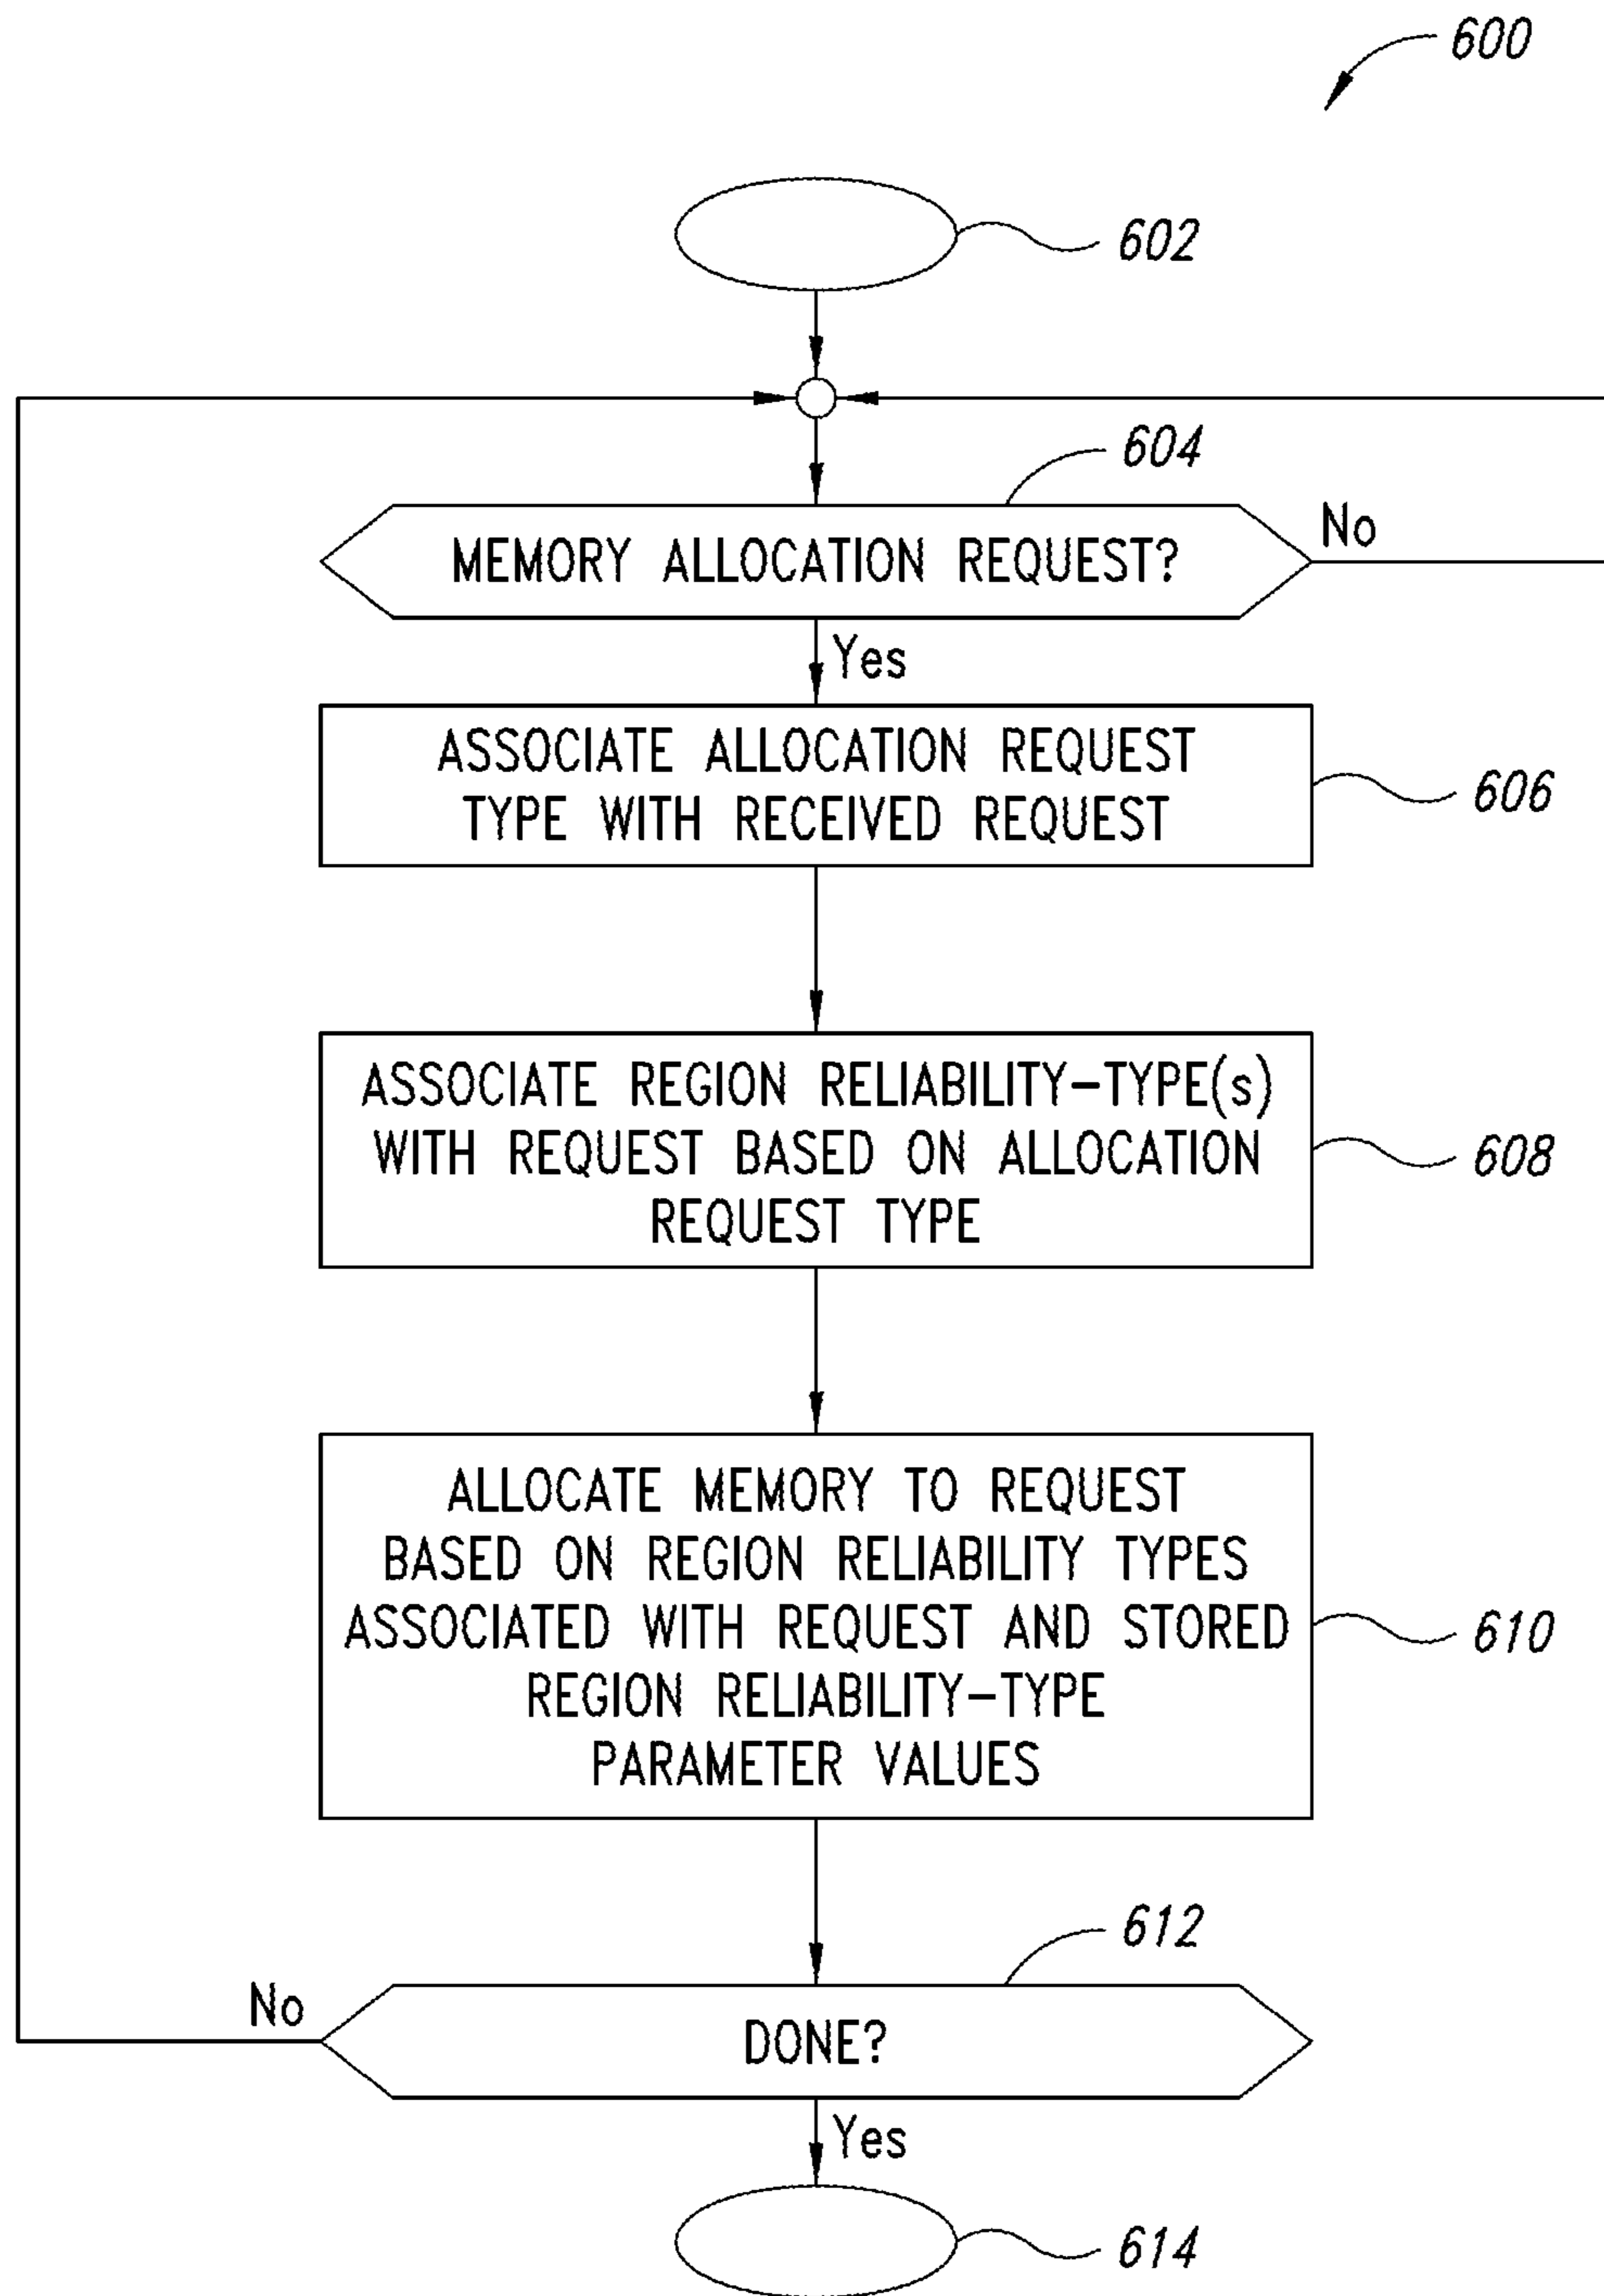 600
602
604
MEMORY ALLOCATION REQUEST?
No
Yes
ASSOCIATE ALLOCATION REQUEST
TYPE WITH RECEIVED REQUEST
606
ASSOCIATE REGION RELIABILITY-TYPE(s)
WITH REQUEST BASED ON ALLOCATION
REQUEST TYPE
608
ALLOCATE MEMORY TO REQUEST
BASED ON REGION RELIABILITY TYPES
ASSOCIATED WITH REQUEST AND STORED
REGION RELIABILITY-TYPE
PARAMETER VALUES
610
612
No
DONE?
Yes
614